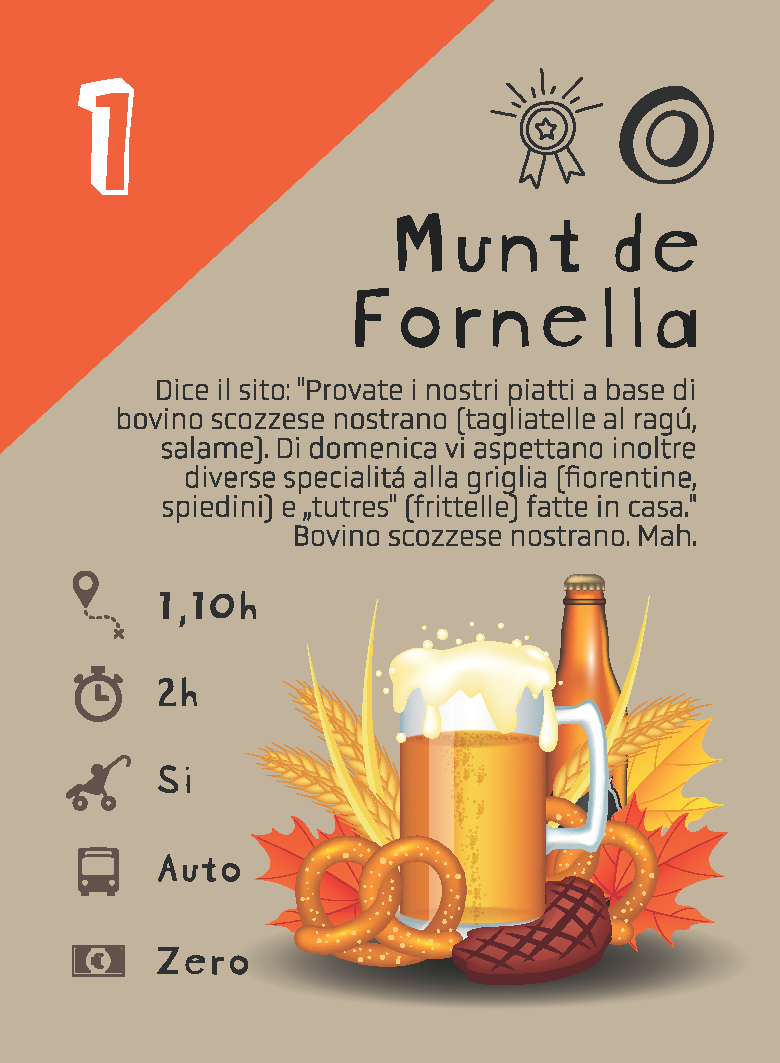 1
0
Munt de
Fornella
Dice il sito: "Provate i nostri piatti a base di
bovino scozzese nostrano (tagliatelle al ragú,
salame). Di domenica vi aspettano inoltre
diverse specialitá alla griglia (fiorentine,
spiedini) e „tutres" (frittelle) fatte in casa."
Bovino scozzese nostrano. Mah.
1,10h
2h
Si
Auto
Zero